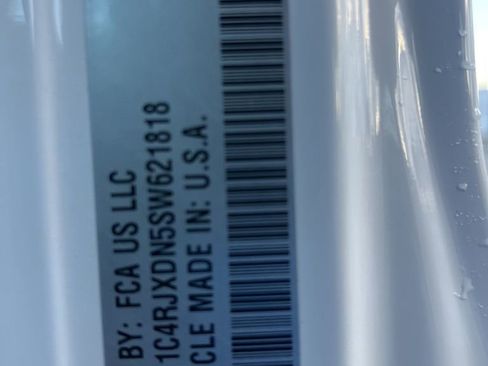 BY: FCA US LLC
1C4RJXDN5SW621818
CLE MADE IN: U.S.A.